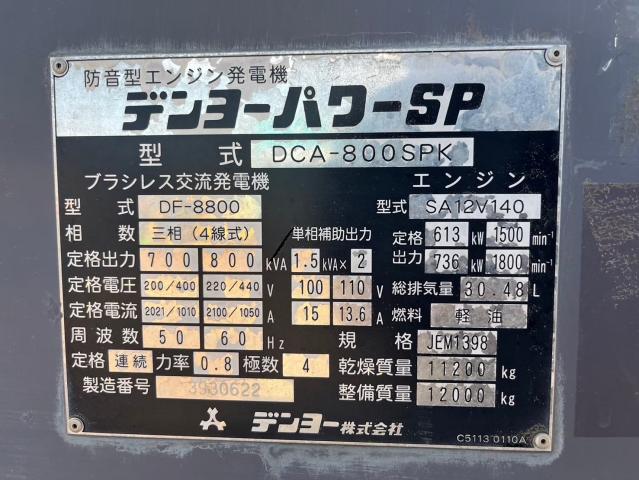 防音型エンジン発電機
デンヨーパワーSP
型式 DCA-800SPK
ブラシレス交流発電機
型式 DF-8800
相数 三相(4線式)
定格出力 700 800 kVA
定格電圧 200/400 220/440 V
定格電流 2021/1010 2100/1050 A
周波数 50 60 Hz
定格 連続 力率 0.8 極数 4
製造番号 3930622
単相補助出力
1.5 kVA×2
100 110 V
15 13.6 A
エンジン
型式 SA12V140
定格出力 613 kW 1500 min⁻¹
736 kW 1800 min⁻¹
総排気量 30.48 L
燃料 軽油
規格 JEM1398
乾燥質量 11200 kg
整備質量 12000 kg
デンヨー株式会社
C5113 0110A